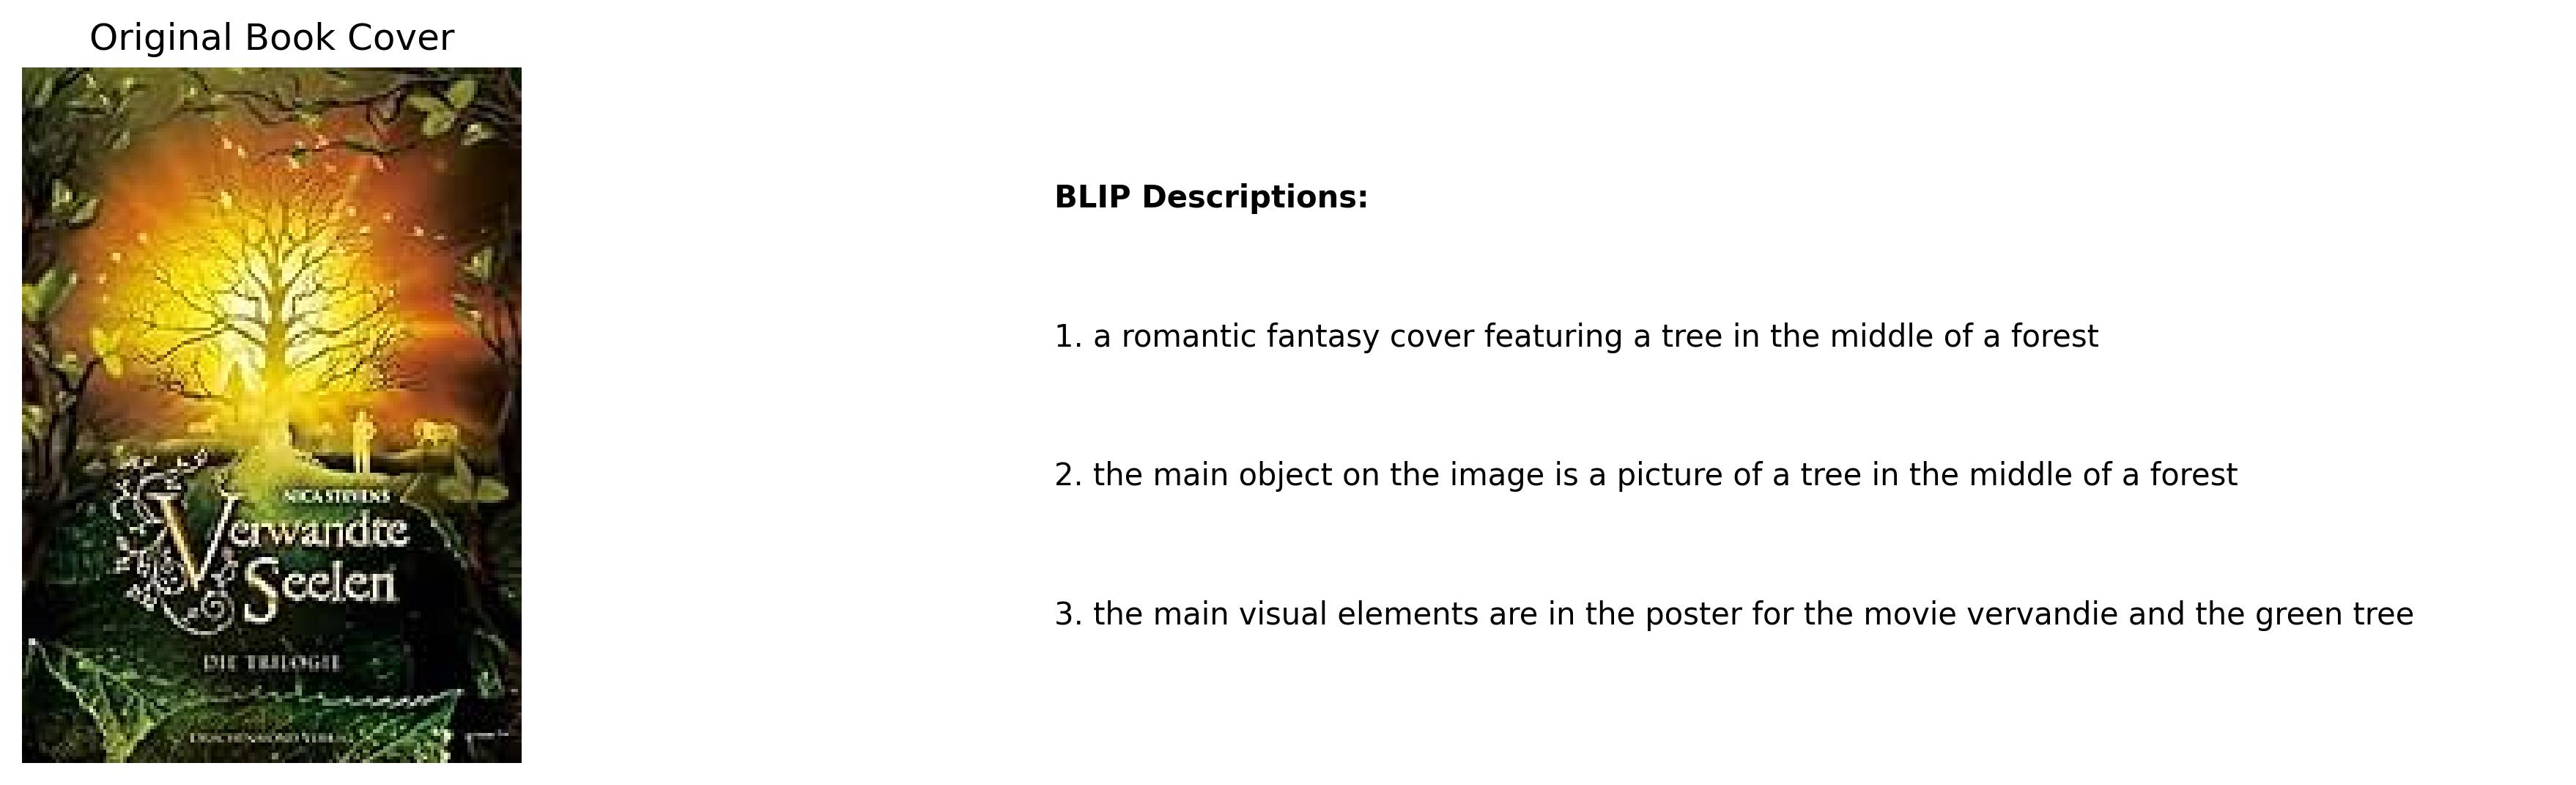 Original Book Cover
NICA STEVENS
Verwandte
Seelen
DIE TRILOGIE
DRACHENMOND VERLAG
BLIP Descriptions:
1. a romantic fantasy cover featuring a tree in the middle of a forest
2. the main object on the image is a picture of a tree in the middle of a forest
3. the main visual elements are in the poster for the movie vervandie and the green tree